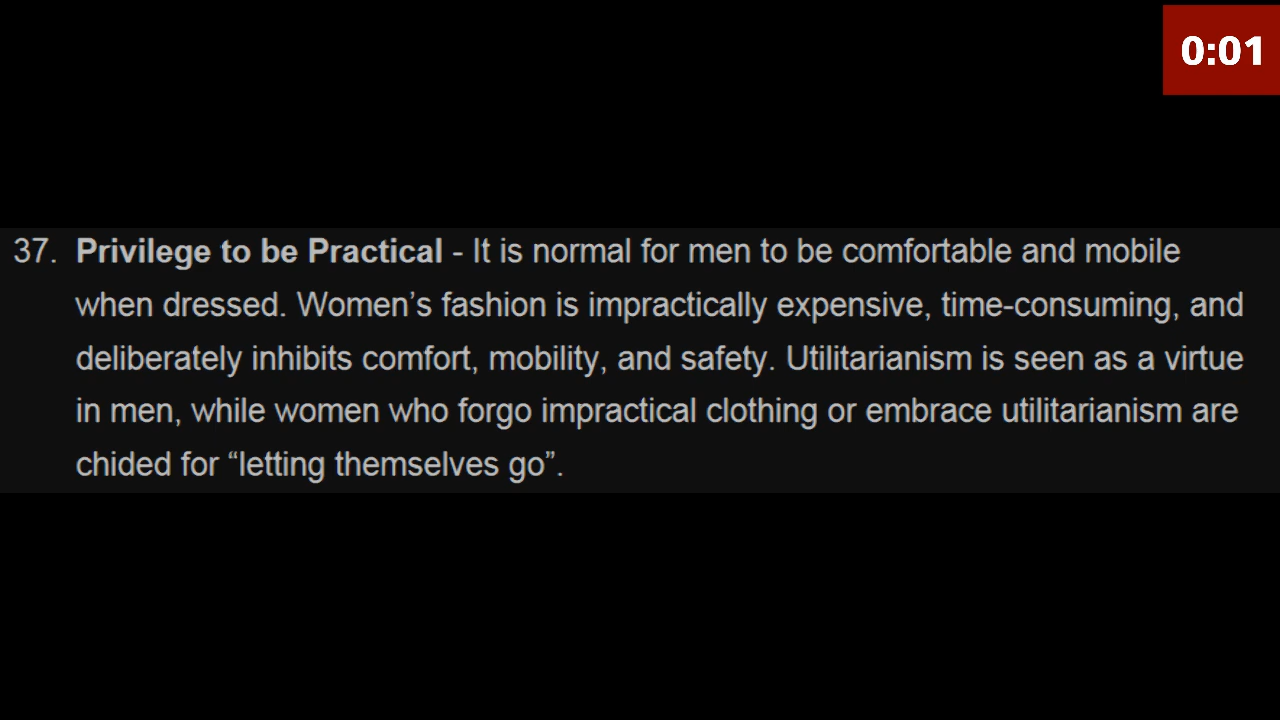 0:01
37. Privilege to be Practical - It is normal for men to be comfortable and mobile
when dressed. Women’s fashion is impractically expensive, time-consuming, and
deliberately inhibits comfort, mobility, and safety. Utilitarianism is seen as a virtue
in men, while women who forgo impractical clothing or embrace utilitarianism are
chided for “letting themselves go”.